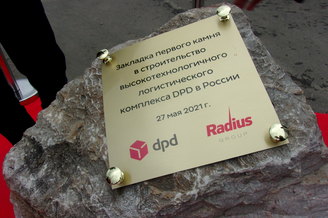 Закладка первого камня
в строительство
высокотехнологичного
логистического
комплекса DPD в России
27 мая 2021 г.
dpd
Radius
GROUP